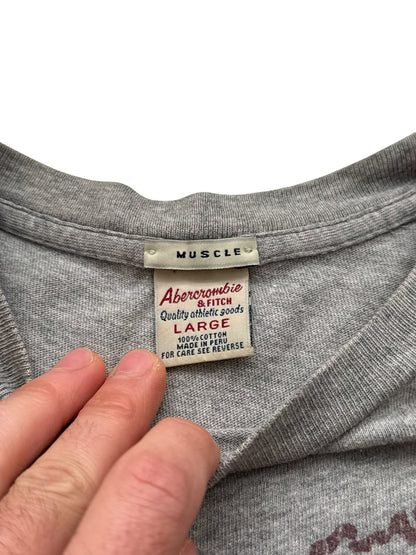 MUSCLE
Abercrombie
& FITCH
Quality athletic goods
LARGE
100% COTTON
MADE IN PERU
FOR CARE SEE REVERSE